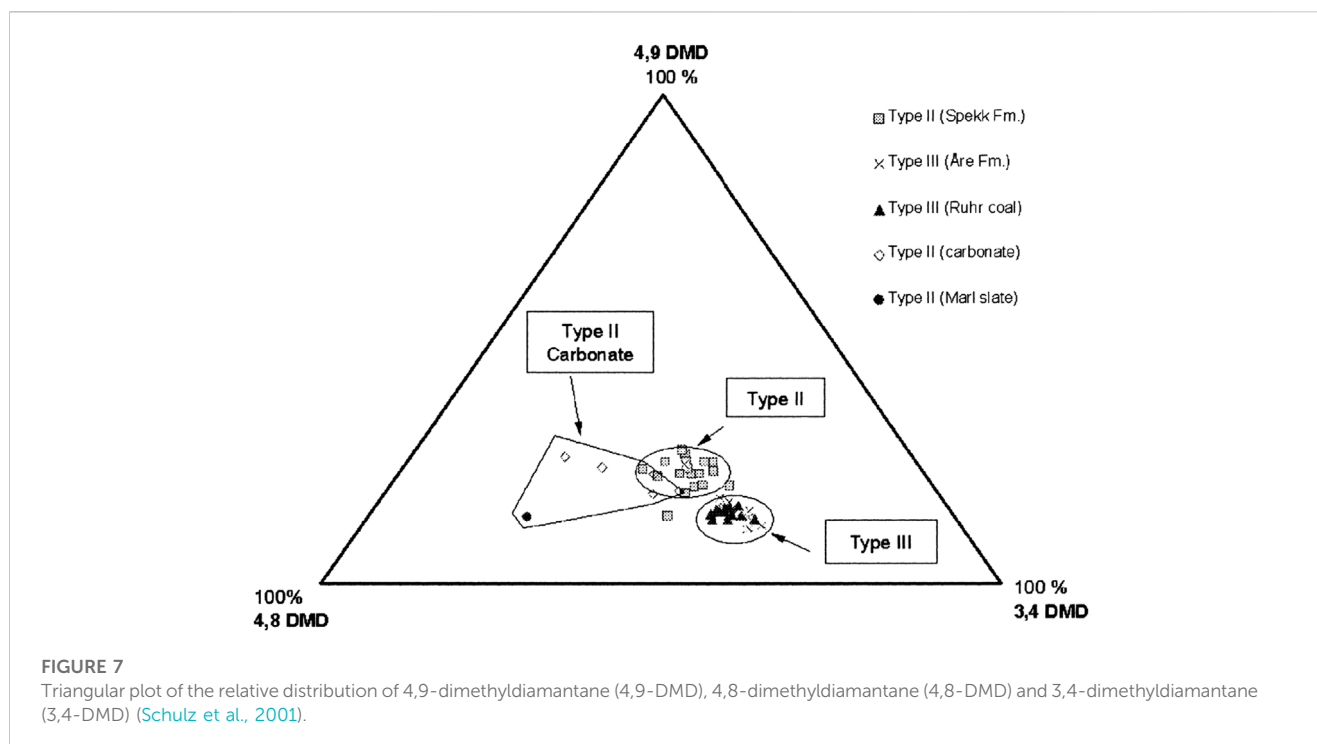 4,9 DMD
100 %
Type II (Spekk Fm.)
Type III (Åre Fm.)
Type III (Ruhr coal)
Type II (carbonate)
Type II (Marl slate)
Type II
Carbonate
Type II
Type III
100%
4,8 DMD
100 %
3,4 DMD
FIGURE 7
Triangular plot of the relative distribution of 4,9-dimethyldiamantane (4,9-DMD), 4,8-dimethyldiamantane (4,8-DMD) and 3,4-dimethyldiamantane
(3,4-DMD) (Schulz et al., 2001).